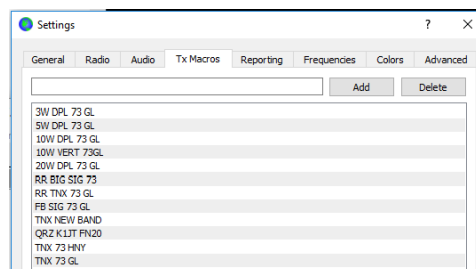 Settings ? ×
General Radio Audio Tx Macros Reporting Frequencies Colors Advanced
Add Delete
3W DPL 73 GL
5W DPL 73 GL
10W DPL 73 GL
10W VERT 73GL
20W DPL 73 GL
RR BIG SIG 73
RR TNX 73 GL
FB SIG 73 GL
TNX NEW BAND
QRZ K1JT FN20
TNX 73 HNY
TNX 73 GL